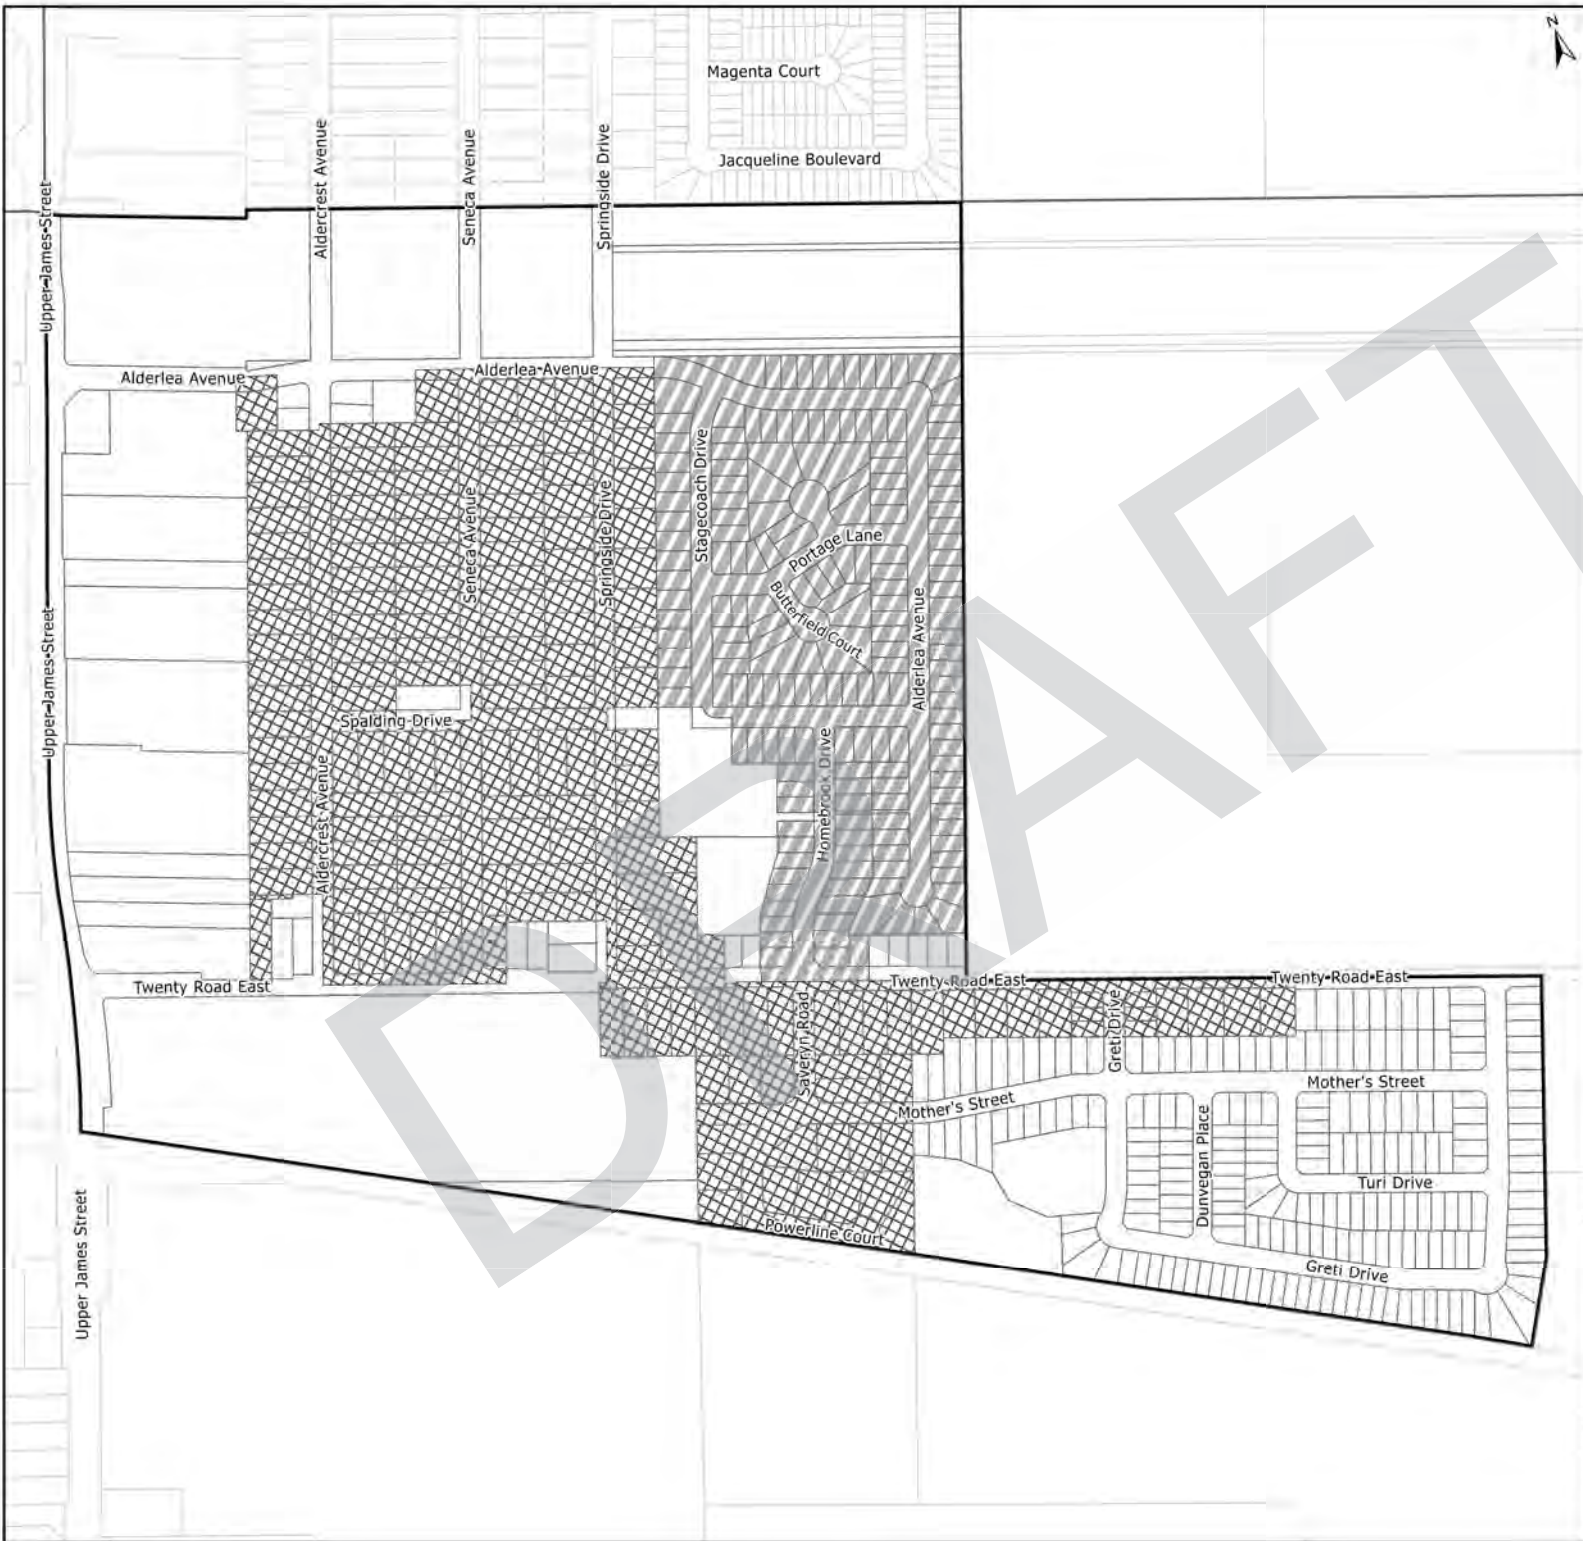 N
Magenta Court
Jacqueline Boulevard
Aldercrest Avenue
Seneca Avenue
Springside Drive
Upper James Street
Alderlea Avenue
Alderlea Avenue
Stagecoach Drive
Seneca Avenue
Springside Drive
Portage Lane
Butterfield Court
Alderlea Avenue
Upper James Street
Spalding Drive
Homebrook Drive
Aldercrest Avenue
Twenty Road East
Twenty Road East
Twenty Road East
Saveryn Road
Greti Drive
Mother's Street
Mother's Street
Dunvegan Place
Turi Drive
Powerline Court
Greti Drive
Upper James Street
DRAFT